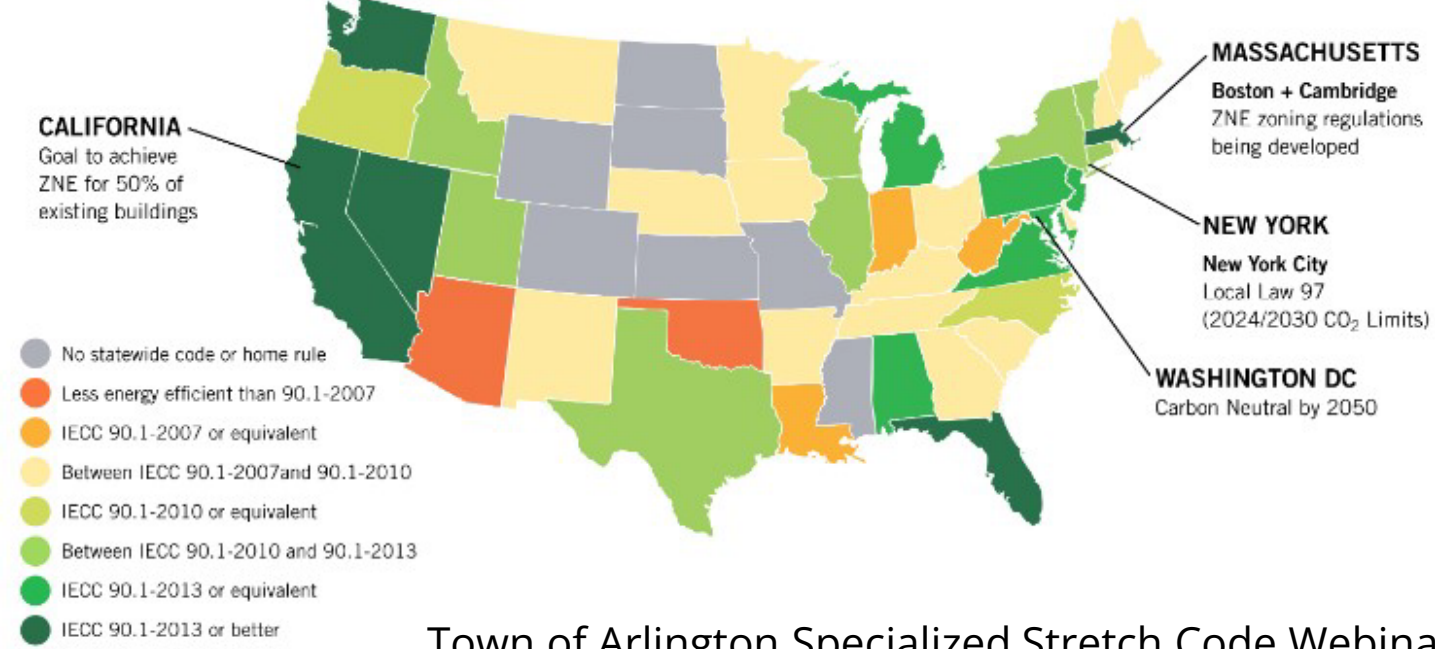 CALIFORNIA
Goal to achieve
ZNE for 50% of
existing buildings
MASSACHUSETTS
Boston + Cambridge
ZNE zoning regulations
being developed
NEW YORK
New York City
Local Law 97
(2024/2030 CO₂ Limits)
WASHINGTON DC
Carbon Neutral by 2050
No statewide code or home rule
Less energy efficient than 90.1-2007
IECC 90.1-2007 or equivalent
Between IECC 90.1-2007and 90.1-2010
IECC 90.1-2010 or equivalent
Between IECC 90.1-2010 and 90.1-2013
IECC 90.1-2013 or equivalent
IECC 90.1-2013 or better
Town of Arlington Specialized Stretch Code Webina